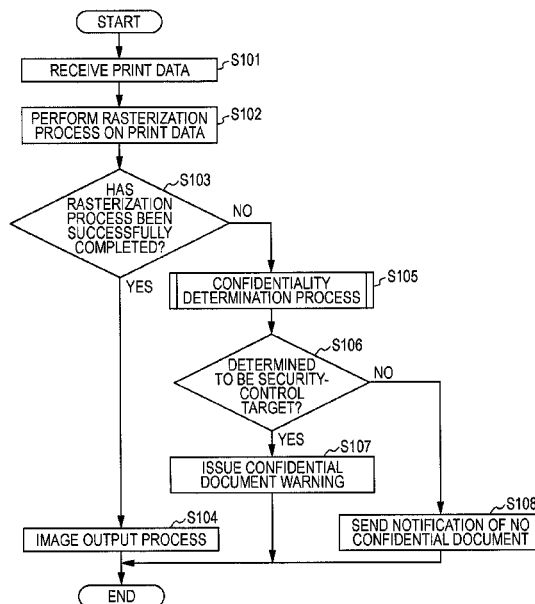 START
RECEIVE PRINT DATA
S101
PERFORM RASTERIZATION
PROCESS ON PRINT DATA
S102
HAS
RASTERIZATION
PROCESS BEEN
SUCCESSFULLY
COMPLETED?
S103
NO
YES
CONFIDENTIALITY
DETERMINATION PROCESS
S105
DETERMINED
TO BE SECURITY-
CONTROL
TARGET?
S106
NO
YES
S107
ISSUE CONFIDENTIAL
DOCUMENT WARNING
S104
IMAGE OUTPUT PROCESS
S108
SEND NOTIFICATION OF NO
CONFIDENTIAL DOCUMENT
END